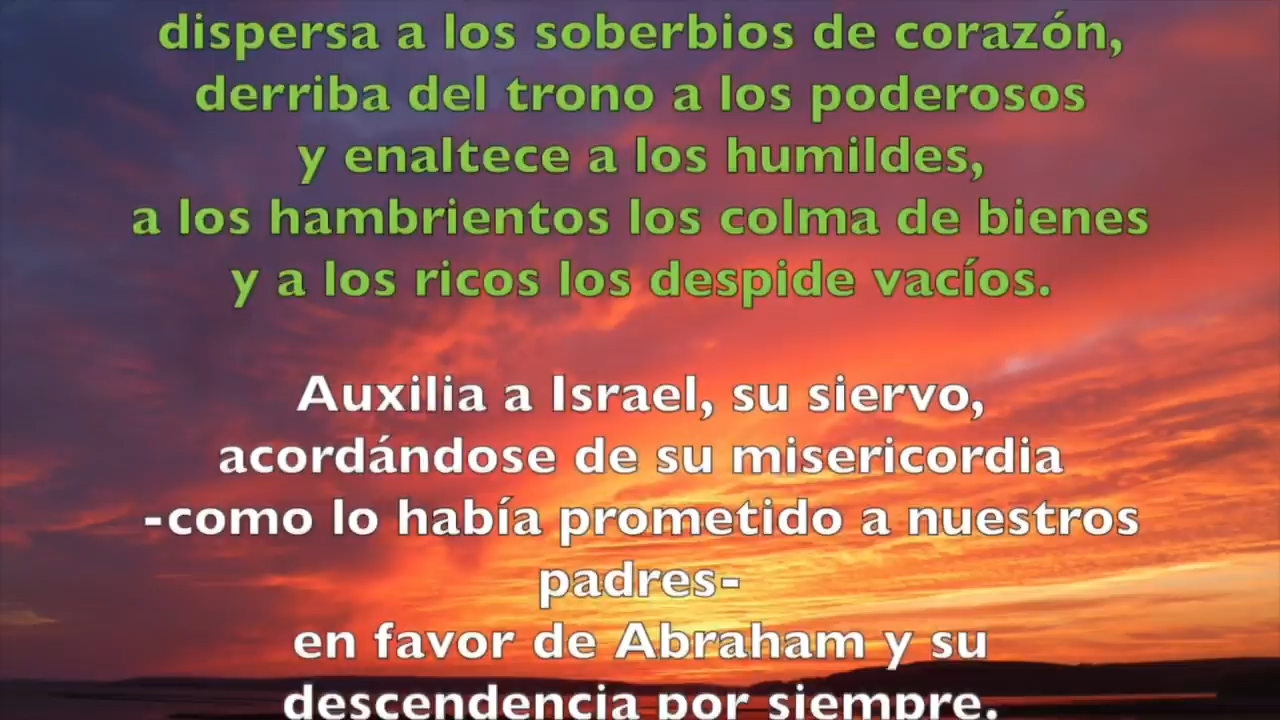 dispersa a los soberbios de corazón,
derriba del trono a los poderosos
y enaltece a los humildes,
a los hambrientos los colma de bienes
y a los ricos los despide vacíos.
Auxilia a Israel, su siervo,
acordándose de su misericordia
-como lo había prometido a nuestros
padres-
en favor de Abraham y su
descendencia por siempre.